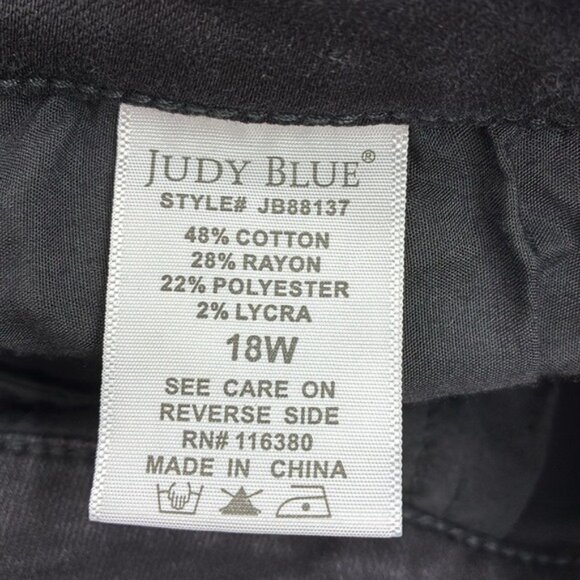 JUDY BLUE®
STYLE# JB88137
48% COTTON
28% RAYON
22% POLYESTER
2% LYCRA
18W
SEE CARE ON
REVERSE SIDE
RN# 116380
MADE IN CHINA